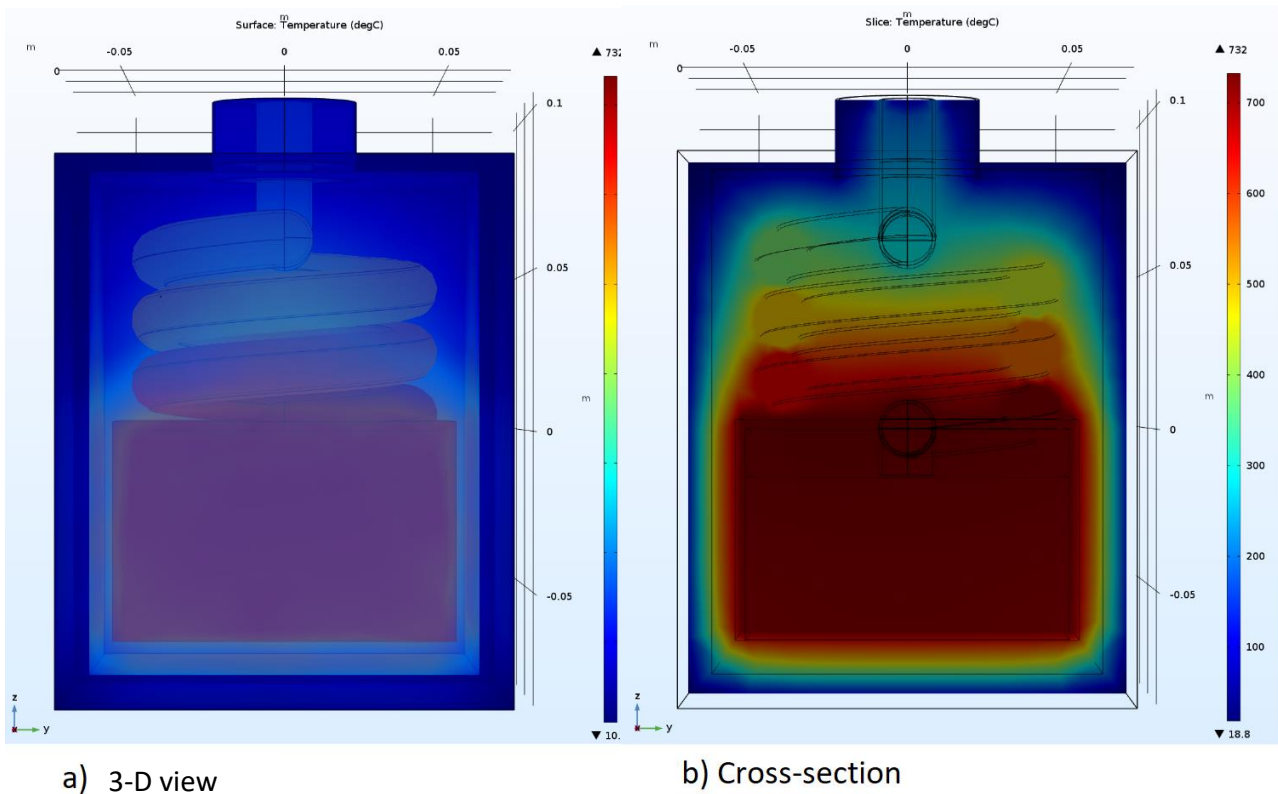 Surface: Temperature (degC)
m
m
-0.05
0
0.05
▲ 732
0
0.1
0.05
m
0
-0.05
z
y
▼ 10.
a) 3-D view
Slice: Temperature (degC)
m
m
-0.05
0
0.05
▲ 732
0
0.1
700
600
0.05
500
400
m
0
300
200
-0.05
100
z
y
▼ 18.8
b) Cross-section